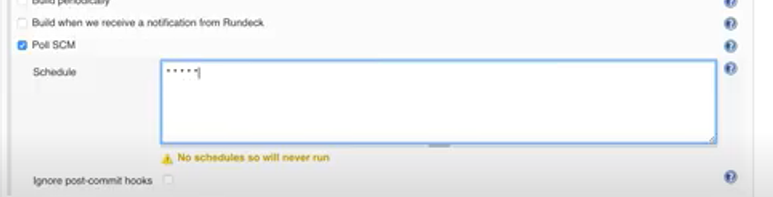 Build periodically
Build when we receive a notification from Rundeck
Poll SCM
Schedule
* * * * *
No schedules so will never run
Ignore post-commit hooks